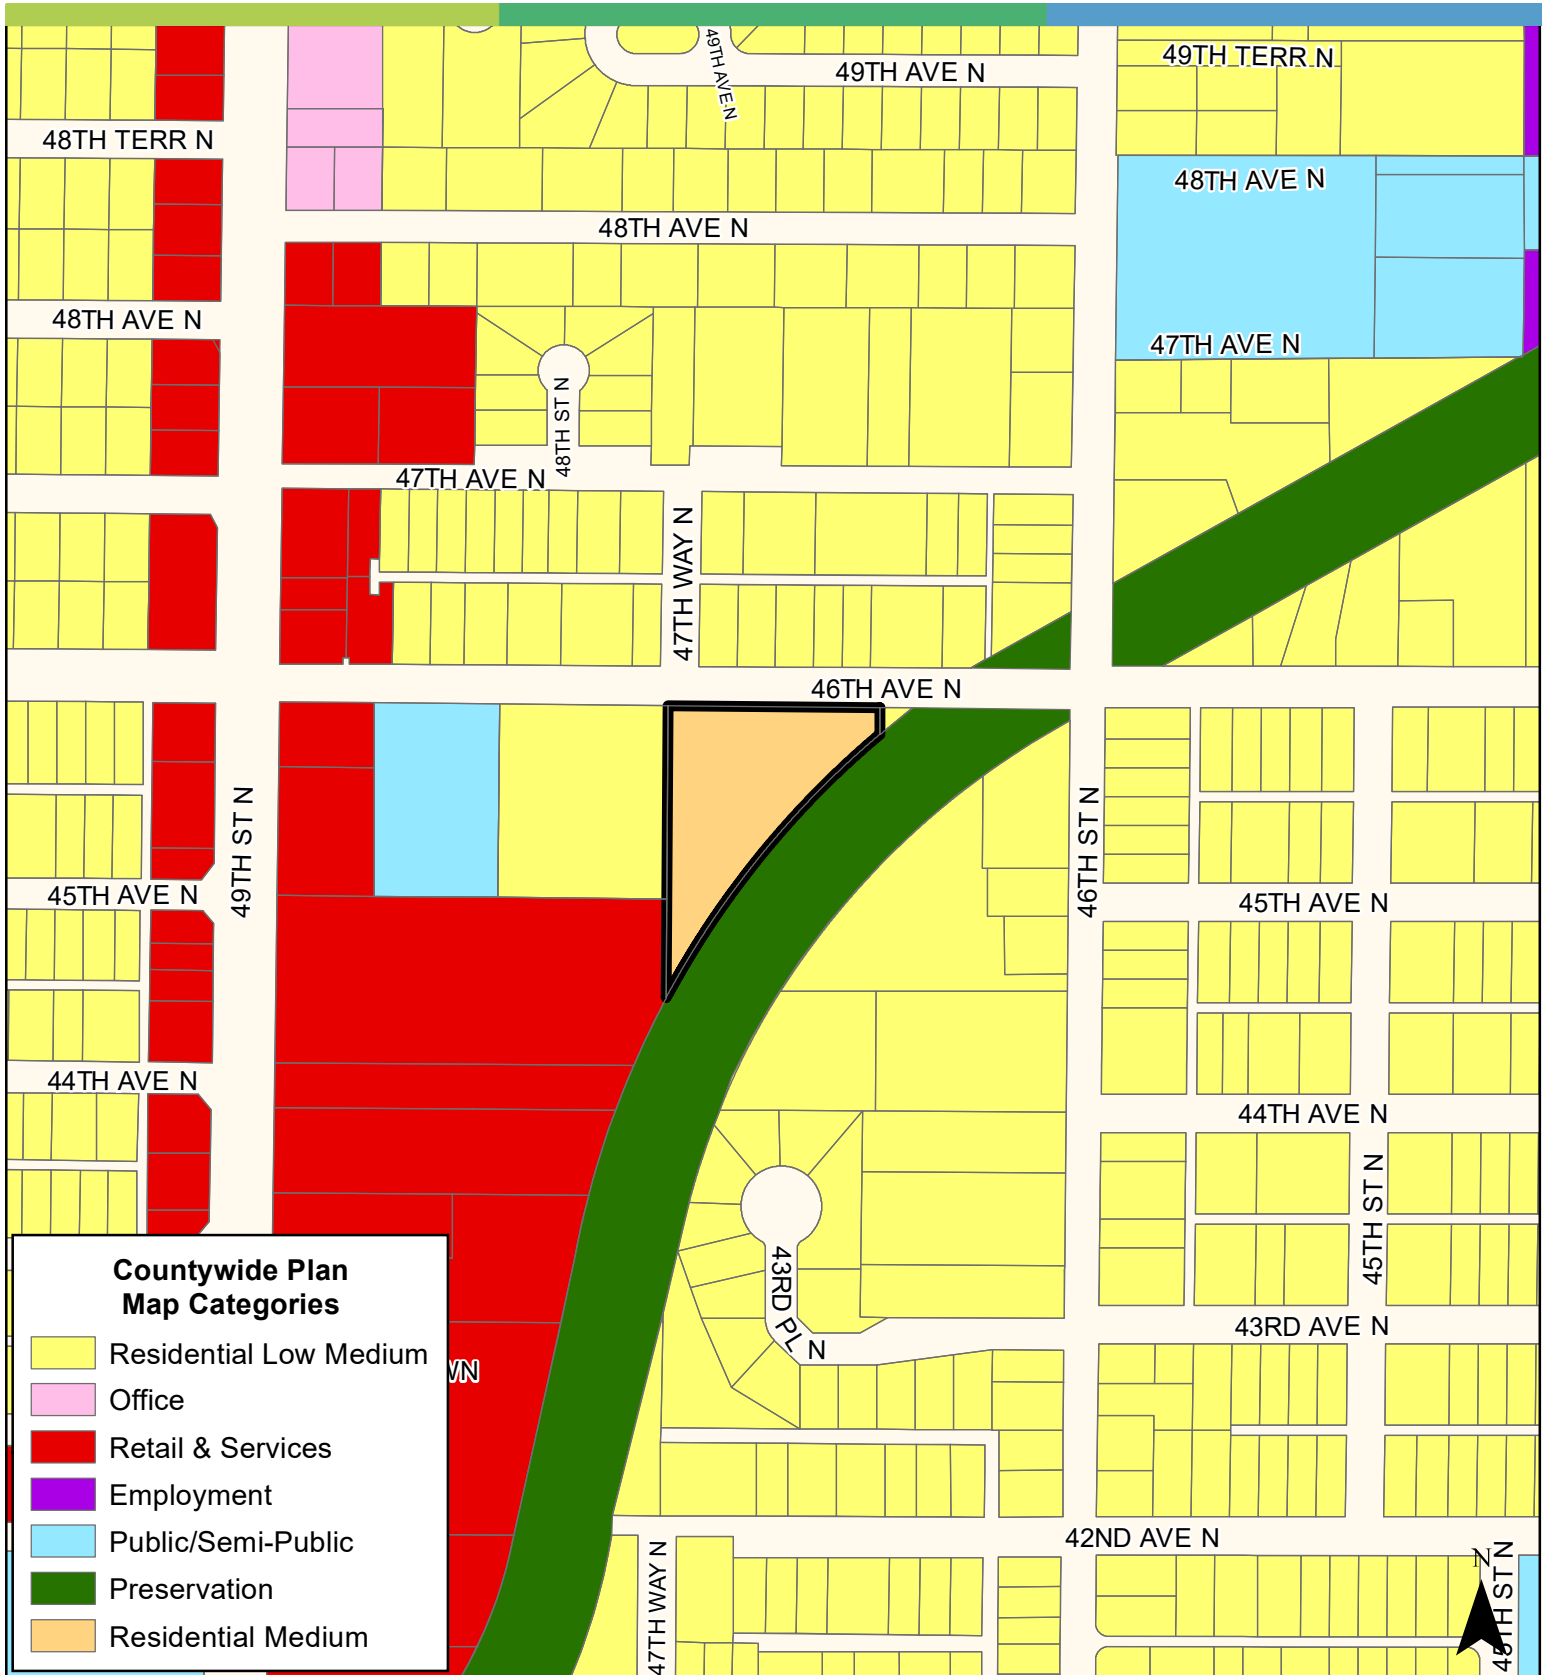 49TH AVE N
49TH TERR N
49TH AVE N
48TH TERR N
48TH AVE N
48TH AVE N
48TH AVE N
47TH AVE N
48TH ST N
47TH AVE N
47TH WAY N
46TH AVE N
49TH ST N
46TH ST N
45TH AVE N
45TH AVE N
44TH AVE N
44TH AVE N
45TH ST N
43RD PL N
43RD AVE N
WN
42ND AVE N
47TH WAY N
45TH ST N
N
Countywide Plan
Map Categories
Residential Low Medium
Office
Retail & Services
Employment
Public/Semi-Public
Preservation
Residential Medium